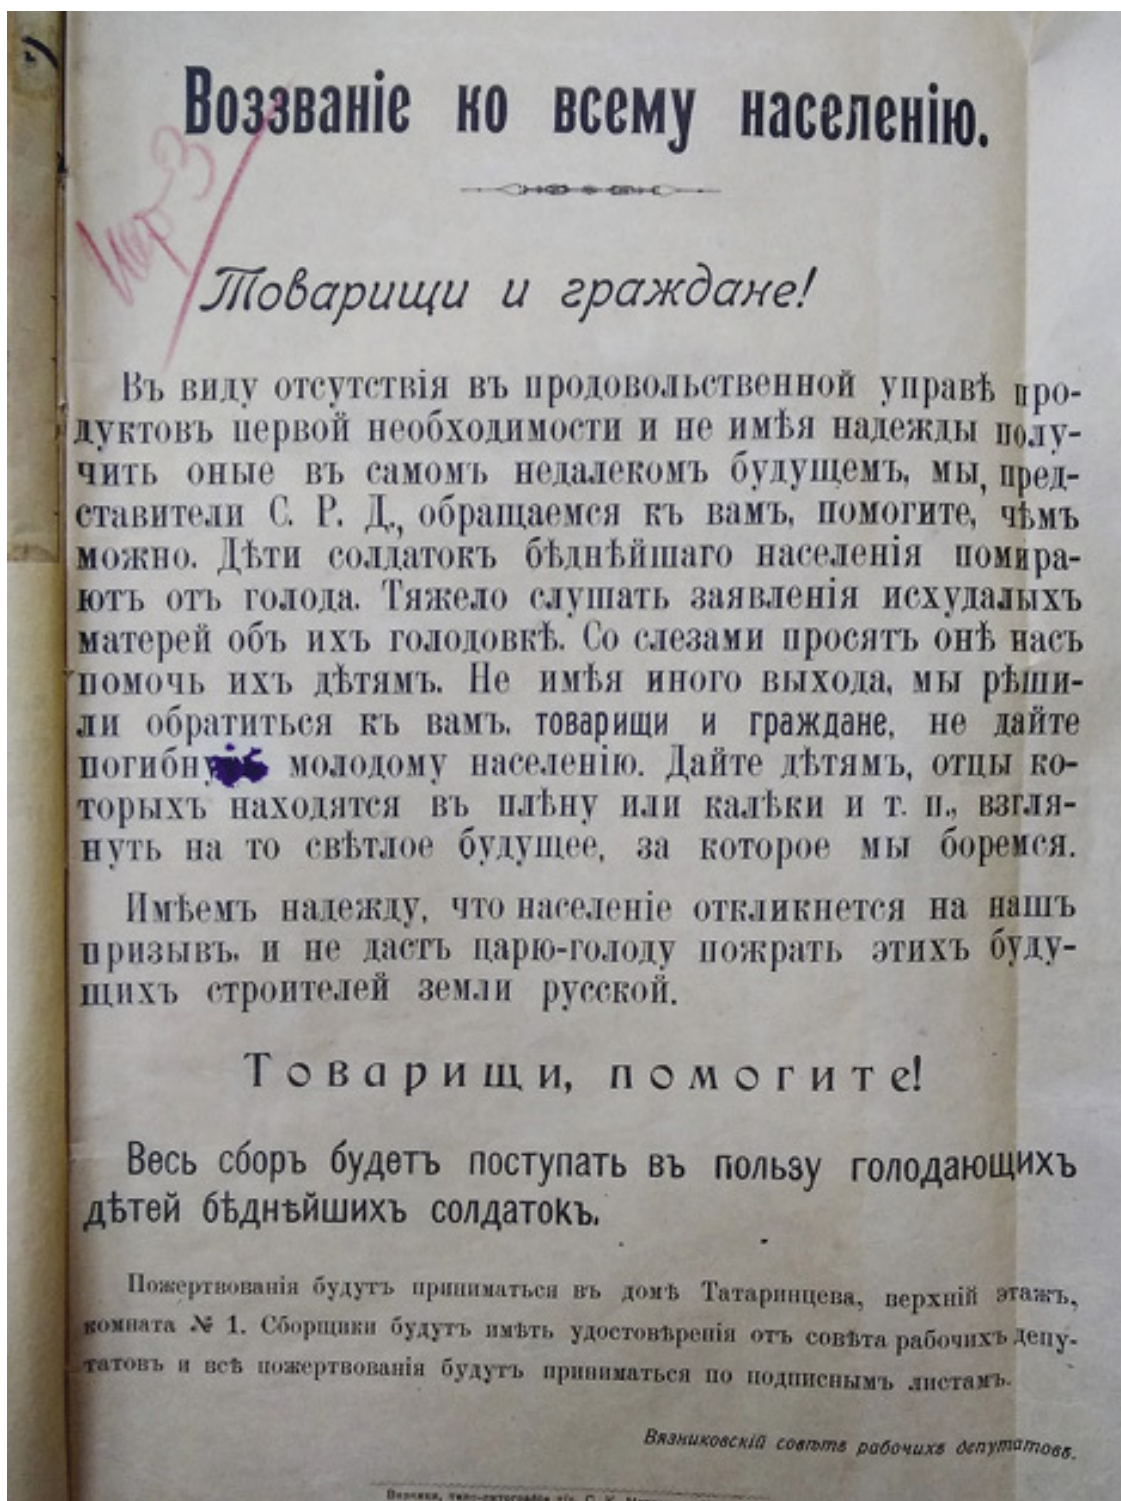 Воззваніе ко всему населенію.
Товарищи и граждане!
Въ виду отсутствія въ продовольственной управѣ про-
дуктовъ первой необходимости и не имѣя надежды полу-
чить оные въ самомъ недалекомъ будущемъ, мы, пред-
ставители С. Р. Д., обращаемся къ вамъ, помогите, чѣмъ
можно. Дѣти солдатокъ бѣднѣйшаго населенія помира-
ютъ отъ голода. Тяжело слушать заявленія исхудалыхъ
матерей объ ихъ голодовкѣ. Со слезами просятъ онѣ насъ
помочь ихъ дѣтямъ. Не имѣя иного выхода, мы рѣши-
ли обратиться къ вамъ, товарищи и граждане, не дайте
погибнуть молодому населенію. Дайте дѣтямъ, отцы ко-
торыхъ находятся въ плѣну или калѣки и т. п., взгля-
нуть на то свѣтлое будущее, за которое мы боремся.
Имѣемъ надежду, что населеніе откликнется на нашъ
призывъ, и не дастъ царю-голоду пожрать этихъ буду-
щихъ строителей земли русской.
Товарищи, помогите!
Весь сборъ будетъ поступать въ пользу голодающихъ
дѣтей бѣднѣйшихъ солдатокъ.
Пожертвованія будутъ приниматься въ домѣ Татаринцева, верхній этажъ,
комната № 1. Сборщики будутъ имѣть удостовѣренія отъ совѣта рабочихъ депу-
татовъ и всѣ пожертвованія будутъ приниматься по подписнымъ листамъ.
Вязниковскій совѣтъ рабочихъ депутатовъ.